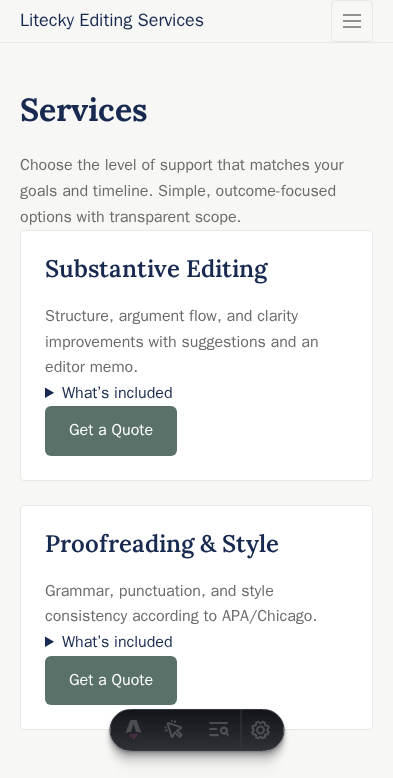 Litecky Editing Services
Services
Choose the level of support that matches your
goals and timeline. Simple, outcome-focused
options with transparent scope.
Substantive Editing
Structure, argument flow, and clarity
improvements with suggestions and an
editor memo.
What's included
Get a Quote
Proofreading & Style
Grammar, punctuation, and style
consistency according to APA/Chicago.
What's included
Get a Quote